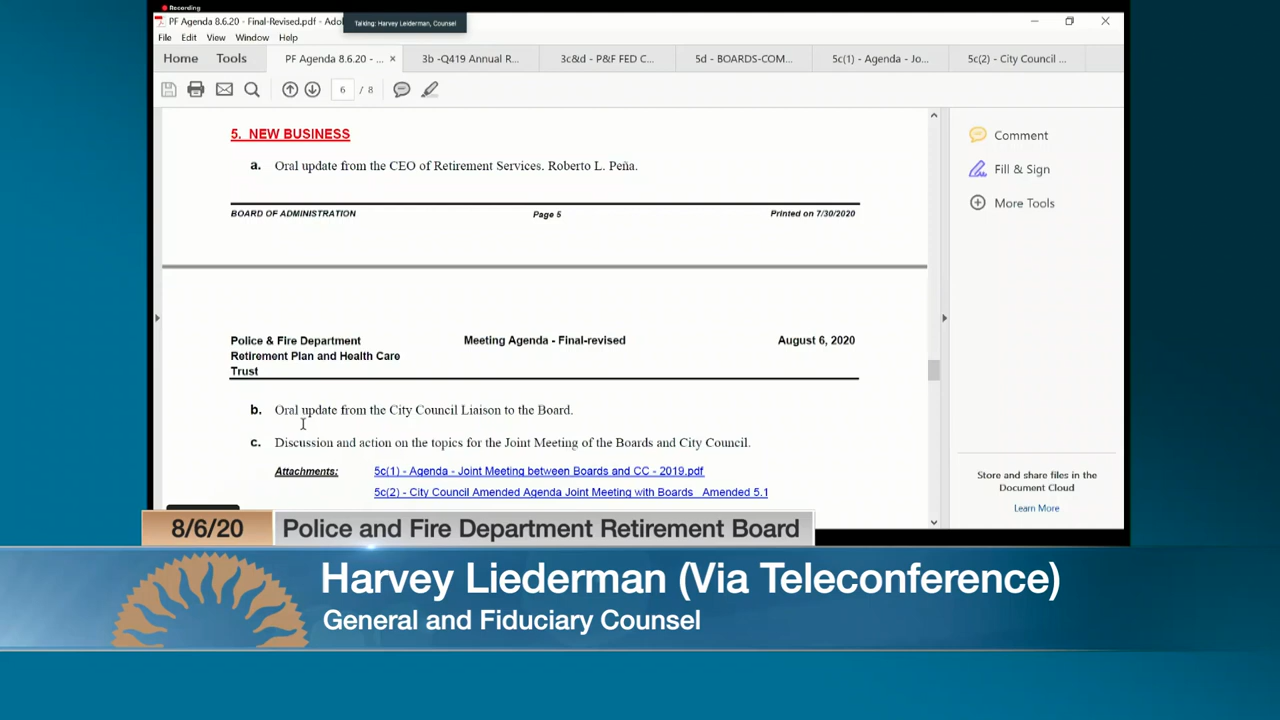 Recording
PF Agenda 8.6.20 - Final-Revised.pdf - Ado
Talking: Harvey Leiderman, Counsel
File Edit View Window Help
Home Tools PF Agenda 8.6.20 - ... × 3b -Q419 Annual R... 3c&d - P&F FED C... 5d - BOARDS-COM... 5c(1) - Agenda - Jo... 5c(2) - City Council ...
6 / 8
5. NEW BUSINESS
a. Oral update from the CEO of Retirement Services. Roberto L. Peña.
BOARD OF ADMINISTRATION Page 5 Printed on 7/30/2020
Police & Fire Department Meeting Agenda - Final-revised August 6, 2020
Retirement Plan and Health Care
Trust
b. Oral update from the City Council Liaison to the Board.
c. Discussion and action on the topics for the Joint Meeting of the Boards and City Council.
Attachments: 5c(1) - Agenda - Joint Meeting between Boards and CC - 2019.pdf
5c(2) - City Council Amended Agenda Joint Meeting with Boards Amended 5.1
Comment
Fill & Sign
More Tools
Store and share files in the
Document Cloud
Learn More
8/6/20 Police and Fire Department Retirement Board
Harvey Liederman (Via Teleconference)
General and Fiduciary Counsel